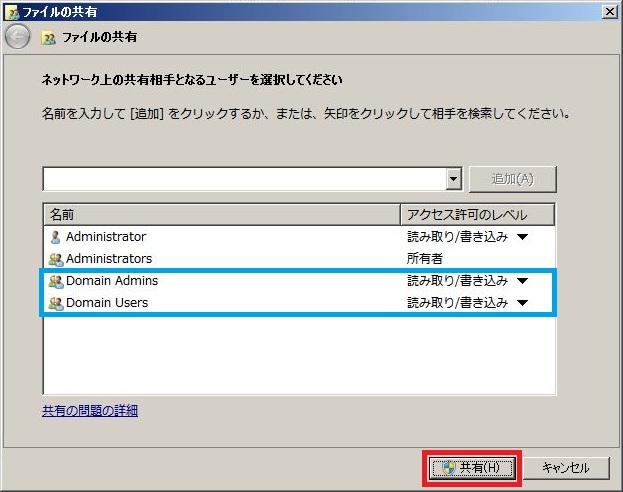 ファイルの共有
ファイルの共有
ネットワーク上の共有相手となるユーザーを選択してください
名前を入力して [追加] をクリックするか、または、矢印をクリックして相手を検索してください。
追加(A)
名前 アクセス許可のレベル
Administrator 読み取り/書き込み
Administrators 所有者
Domain Admins 読み取り/書き込み
Domain Users 読み取り/書き込み
共有の問題の詳細
共有(H) キャンセル